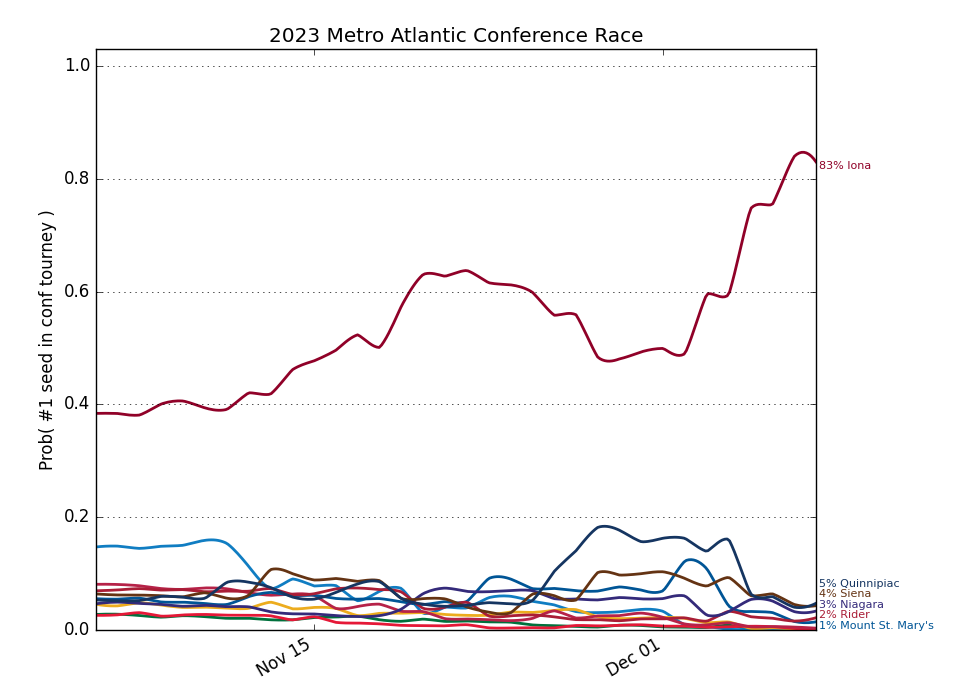 2023 Metro Atlantic Conference Race
1.0
0.8
0.6
0.4
0.2
0.0
Prob( #1 seed in conf tourney )
Nov 15
Dec 01
83% Iona
5% Quinnipiac
4% Siena
3% Niagara
2% Rider
1% Mount St. Mary's